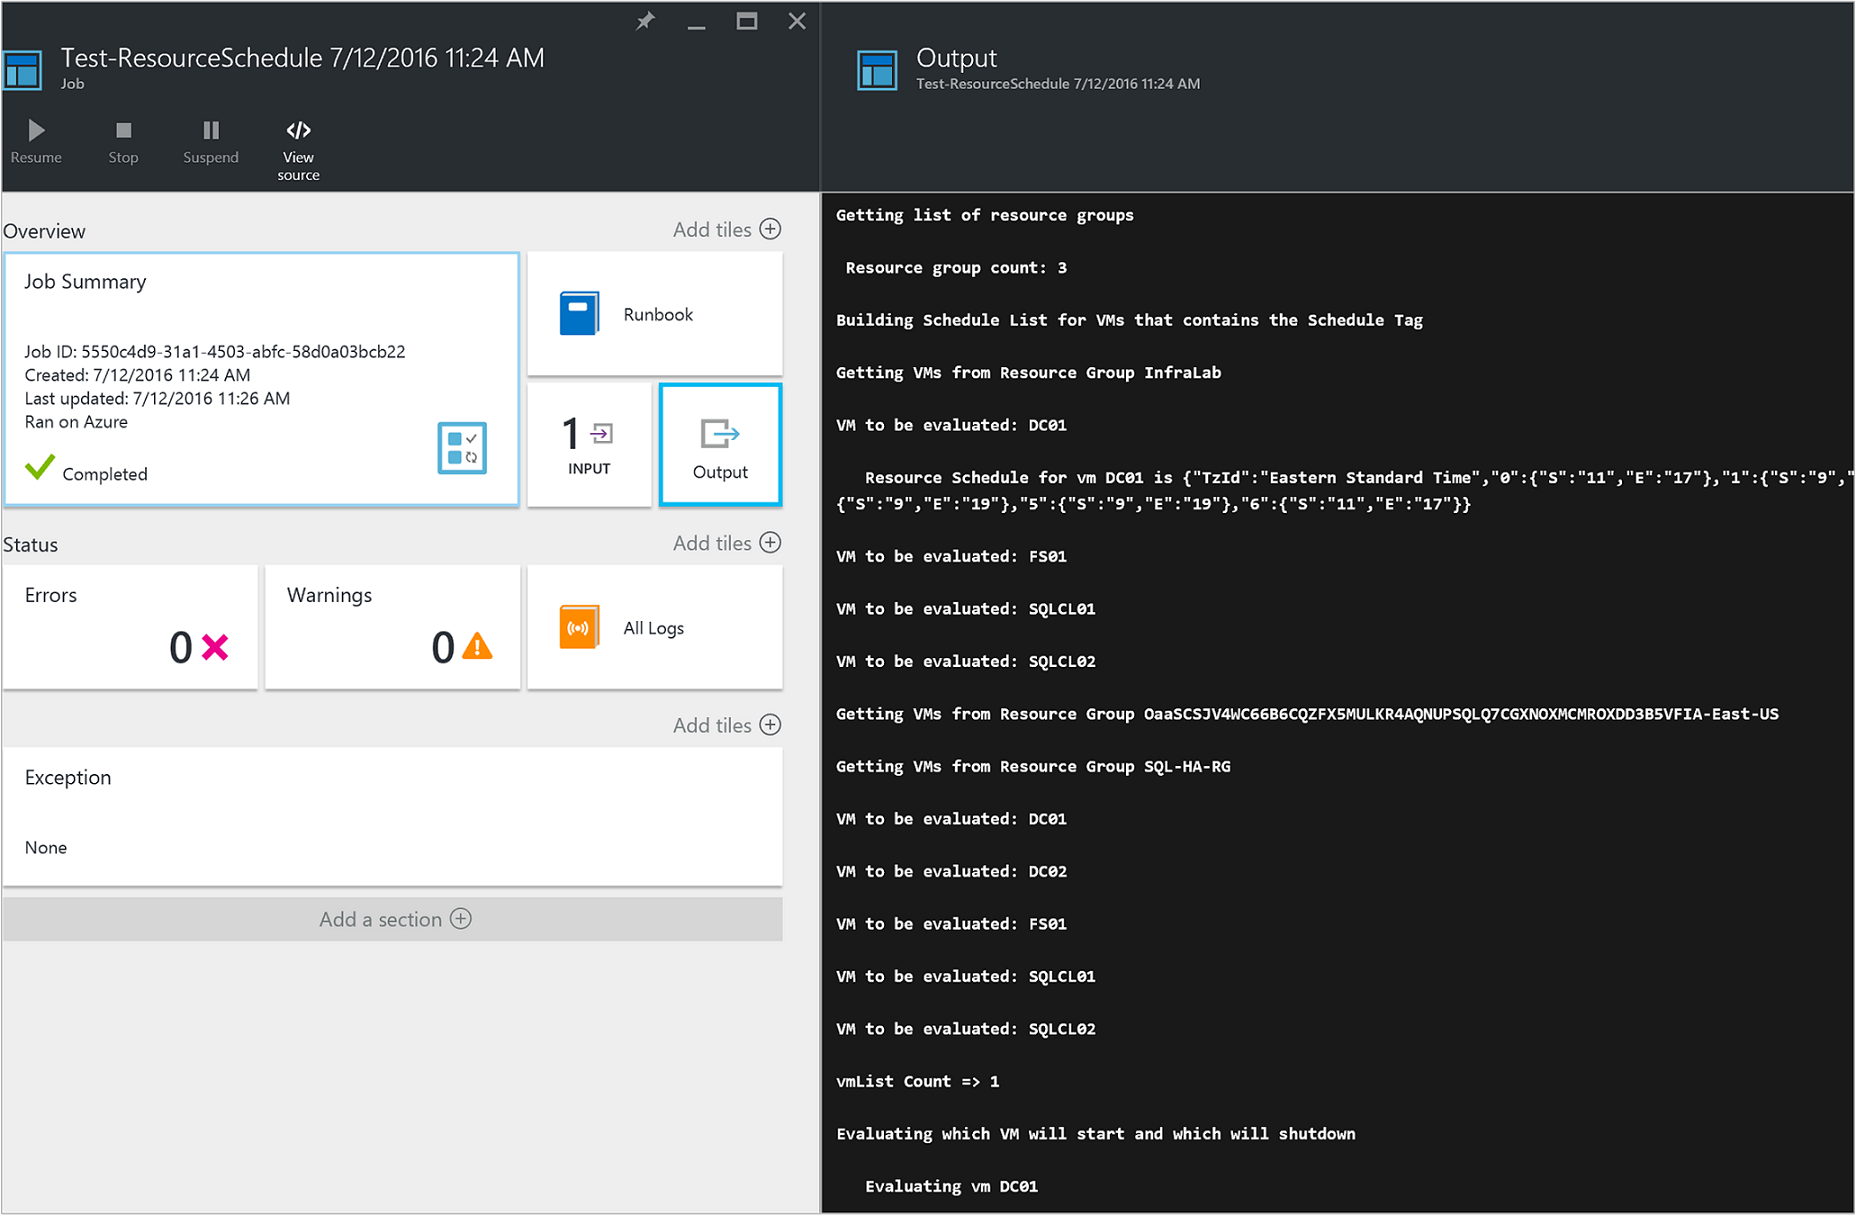 Test-ResourceSchedule 7/12/2016 11:24 AM
Job
Resume
Stop
Suspend
View
source
Overview
Add tiles
Job Summary
Job ID: 5550c4d9-31a1-4503-abfc-58d0a03bcb22
Created: 7/12/2016 11:24 AM
Last updated: 7/12/2016 11:26 AM
Ran on Azure
Completed
Runbook
1
INPUT
Output
Status
Add tiles
Errors
0
Warnings
0
All Logs
Add tiles
Exception
None
Add a section
Output
Test-ResourceSchedule 7/12/2016 11:24 AM
Getting list of resource groups
Resource group count: 3
Building Schedule List for VMs that contains the Schedule Tag
Getting VMs from Resource Group InfraLab
VM to be evaluated: DC01
Resource Schedule for vm DC01 is {"TzId":"Eastern Standard Time","0":{"S":"11","E":"17"},"1":{"S":"9","
{"S":"9","E":"19"},"5":{"S":"9","E":"19"},"6":{"S":"11","E":"17"}}
VM to be evaluated: FS01
VM to be evaluated: SQLCL01
VM to be evaluated: SQLCL02
Getting VMs from Resource Group OaaSCSJV4WC66B6CQZFX5MULKR4AQNUPSQLQ7CGXNOXMCMROXDD3B5VFIA-East-US
Getting VMs from Resource Group SQL-HA-RG
VM to be evaluated: DC01
VM to be evaluated: DC02
VM to be evaluated: FS01
VM to be evaluated: SQLCL01
VM to be evaluated: SQLCL02
vmList Count => 1
Evaluating which VM will start and which will shutdown
Evaluating vm DC01